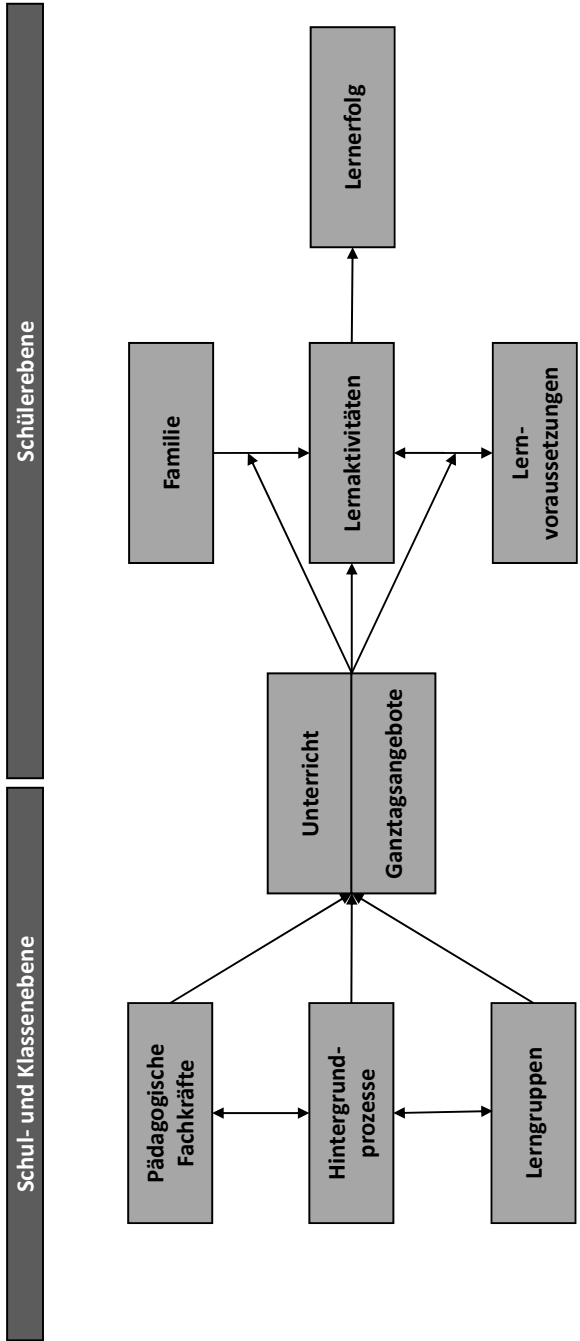 Schul- und Klassenebene
Schülerebene
Pädagogische
Fachkräfte
Hintergrund-
prozesse
Lerngruppen
Unterricht
Ganztagsangebote
Familie
Lernaktivitäten
Lern-
voraussetzungen
Lernerfolg